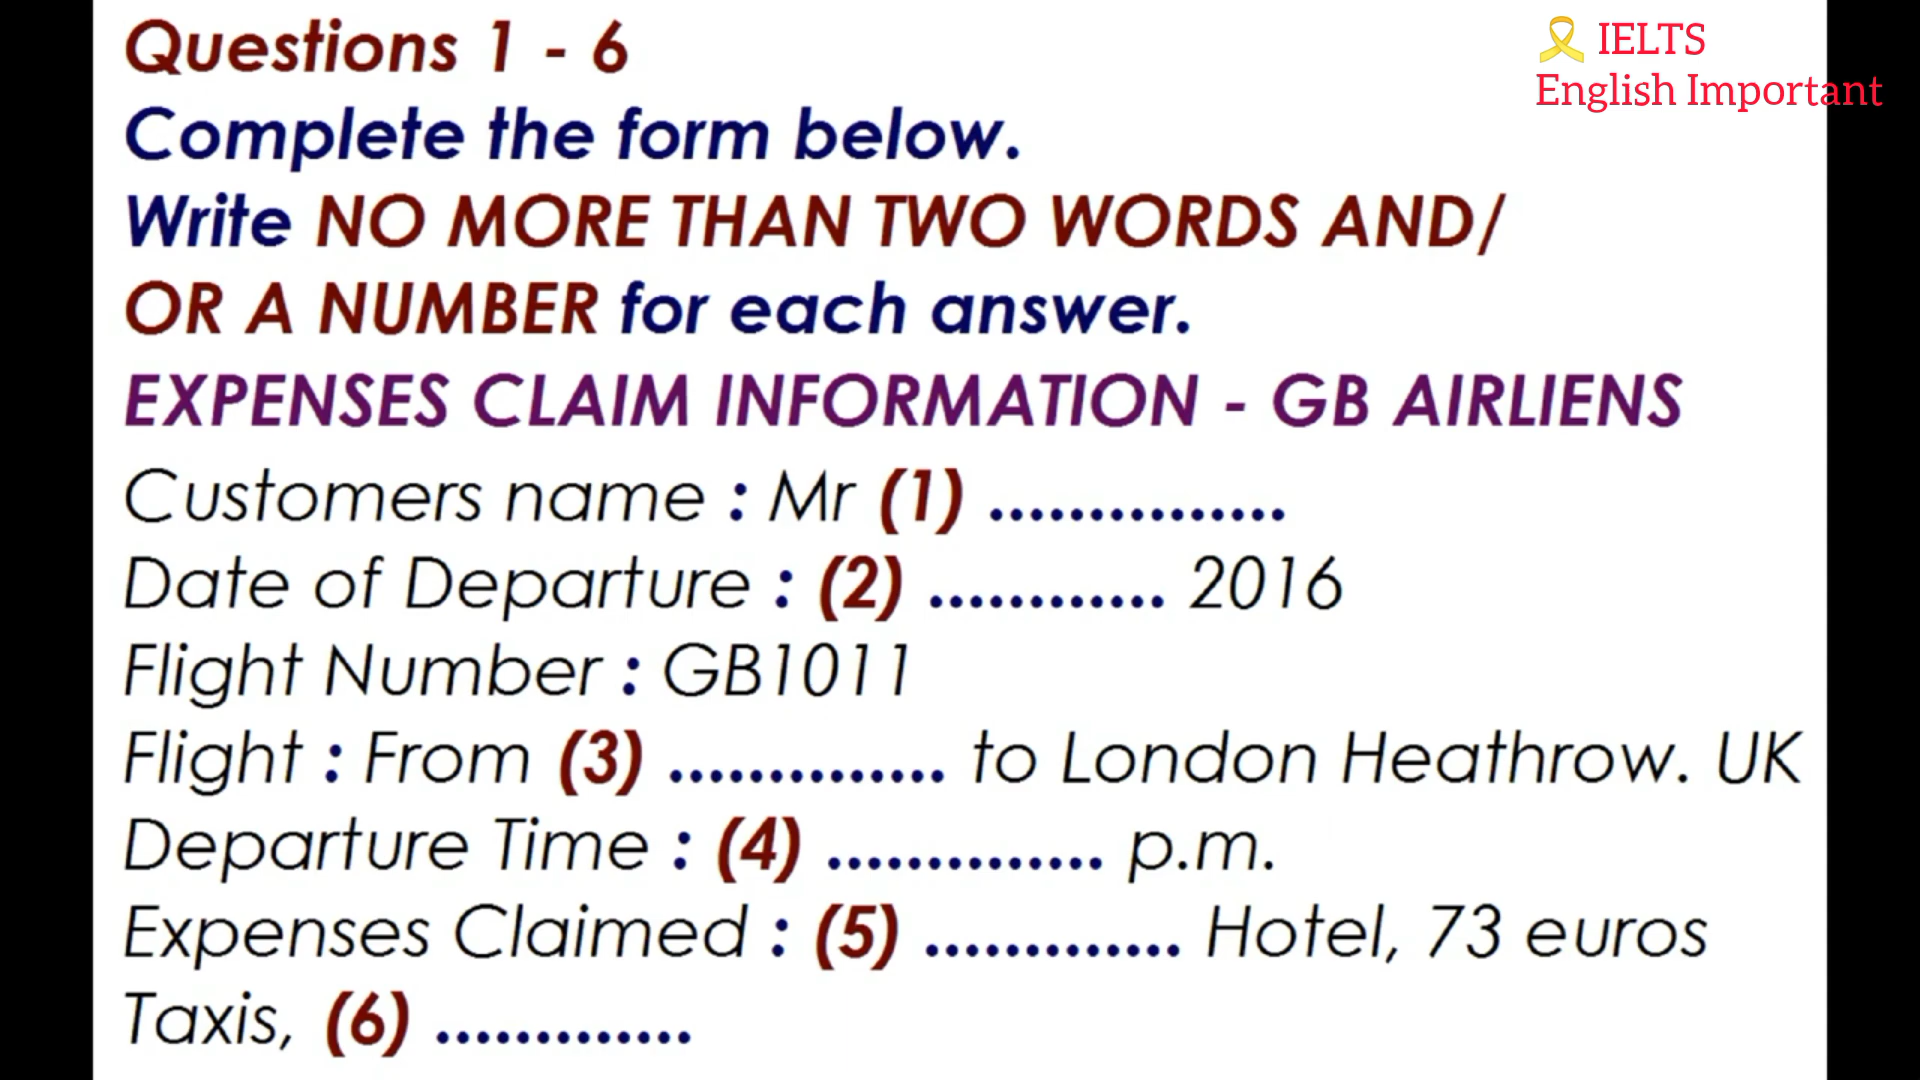 Questions 1 - 6
IELTS
English Important
Complete the form below.
Write NO MORE THAN TWO WORDS AND/
OR A NUMBER for each answer.
EXPENSES CLAIM INFORMATION - GB AIRLIENS
Customers name : Mr (1) ...............
Date of Departure : (2) ............ 2016
Flight Number : GB1011
Flight : From (3) .............. to London Heathrow. UK
Departure Time : (4) .............. p.m.
Expenses Claimed : (5) ............. Hotel, 73 euros
Taxis, (6) .............